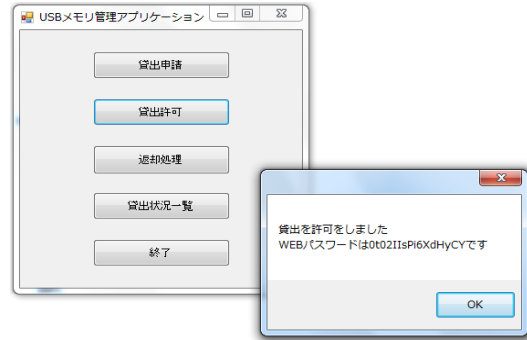 USBメモリ管理アプリケーション
貸出申請
貸出許可
返却処理
貸出状況一覧
終了
貸出を許可をしました
WEBパスワードは0t02IIsPi6XdHyCYです
OK